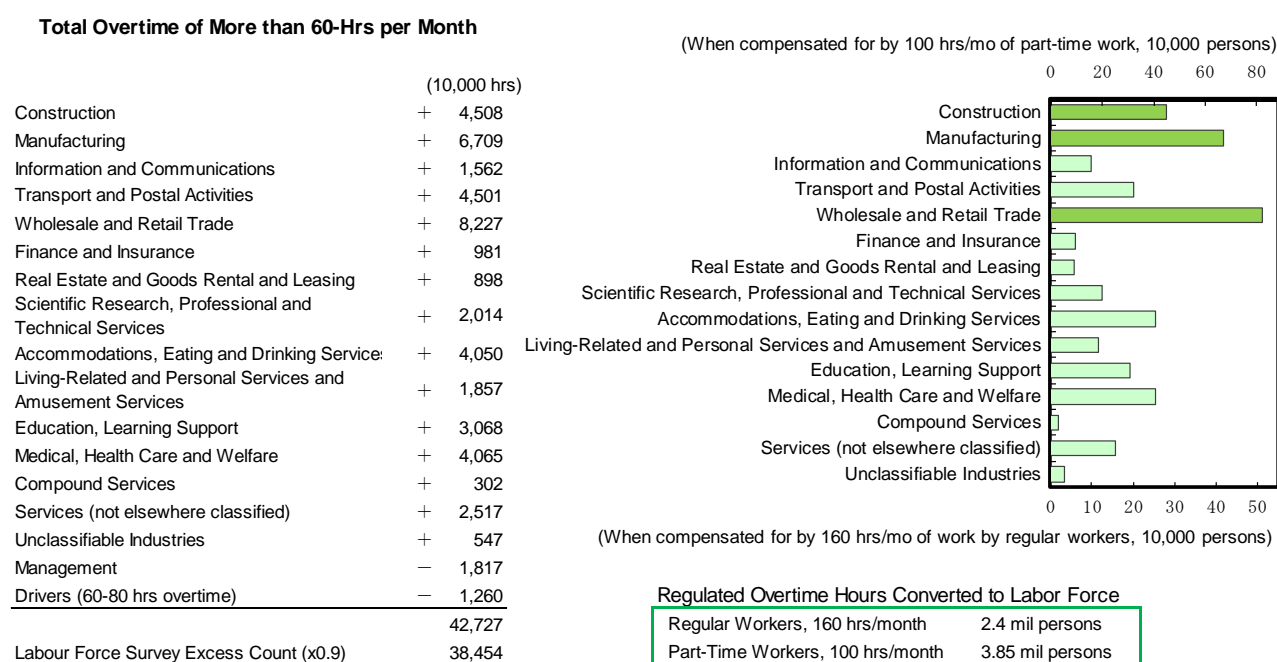 Total Overtime of More than 60-Hrs per Month
(10,000 hrs)
Construction + 4,508
Manufacturing + 6,709
Information and Communications + 1,562
Transport and Postal Activities + 4,501
Wholesale and Retail Trade + 8,227
Finance and Insurance + 981
Real Estate and Goods Rental and Leasing + 898
Scientific Research, Professional and
Technical Services + 2,014
Accommodations, Eating and Drinking Services + 4,050
Living-Related and Personal Services and
Amusement Services + 1,857
Education, Learning Support + 3,068
Medical, Health Care and Welfare + 4,065
Compound Services + 302
Services (not elsewhere classified) + 2,517
Unclassifiable Industries + 547
Management − 1,817
Drivers (60-80 hrs overtime) − 1,260
42,727
Labour Force Survey Excess Count (x0.9) 38,454
(When compensated for by 100 hrs/mo of part-time work, 10,000 persons)
0 20 40 60 80
Construction
Manufacturing
Information and Communications
Transport and Postal Activities
Wholesale and Retail Trade
Finance and Insurance
Real Estate and Goods Rental and Leasing
Scientific Research, Professional and Technical Services
Accommodations, Eating and Drinking Services
Living-Related and Personal Services and Amusement Services
Education, Learning Support
Medical, Health Care and Welfare
Compound Services
Services (not elsewhere classified)
Unclassifiable Industries
0 10 20 30 40 50
(When compensated for by 160 hrs/mo of work by regular workers, 10,000 persons)
Regulated Overtime Hours Converted to Labor Force
Regular Workers, 160 hrs/month 2.4 mil persons
Part-Time Workers, 100 hrs/month 3.85 mil persons